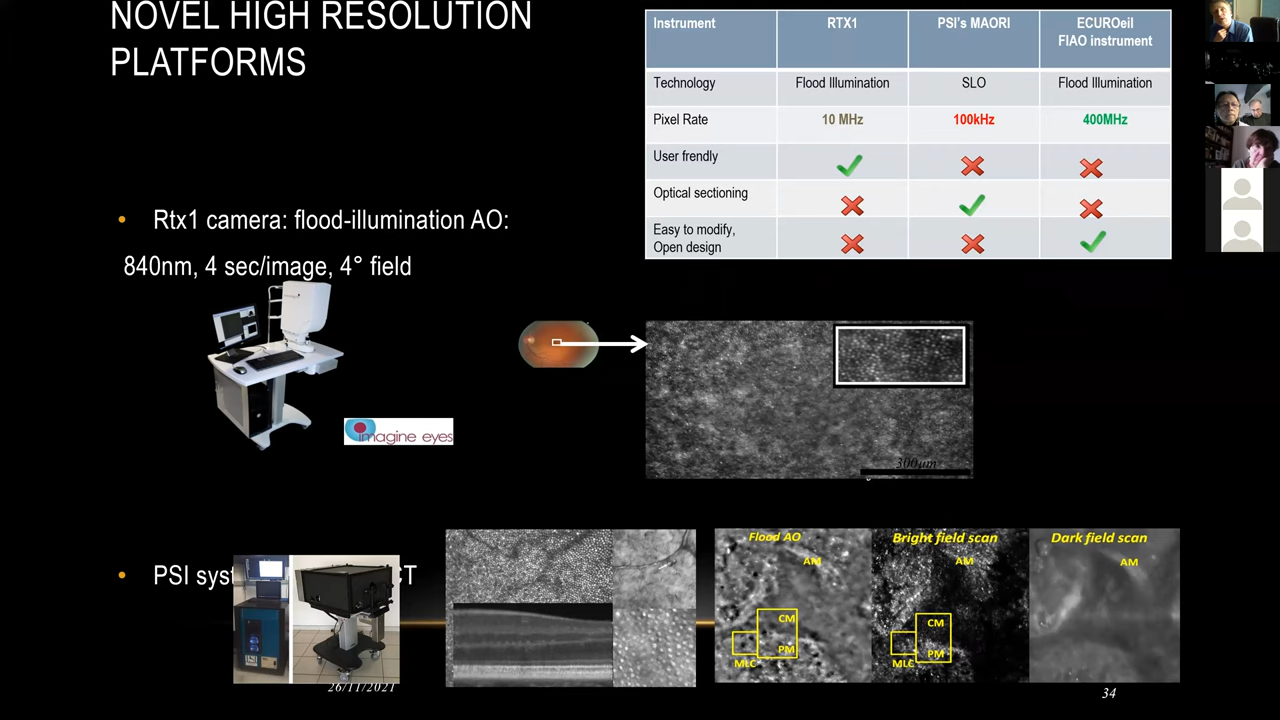 NOVEL HIGH RESOLUTION
PLATFORMS
Instrument RTX1 PSI's MAORI ECUROeil
FIAO instrument
Technology Flood Illumination SLO Flood Illumination
Pixel Rate 10 MHz 100kHz 400MHz
User frendly
Optical sectioning
Easy to modify,
Open design
• Rtx1 camera: flood-illumination AO:
840nm, 4 sec/image, 4° field
imagine eyes
300µm
• PSI syst CT
Flood AO
AM
CM
PM
MLC
Bright field scan
AM
CM
PM
MLC
Dark field scan
AM
26/11/2021
34